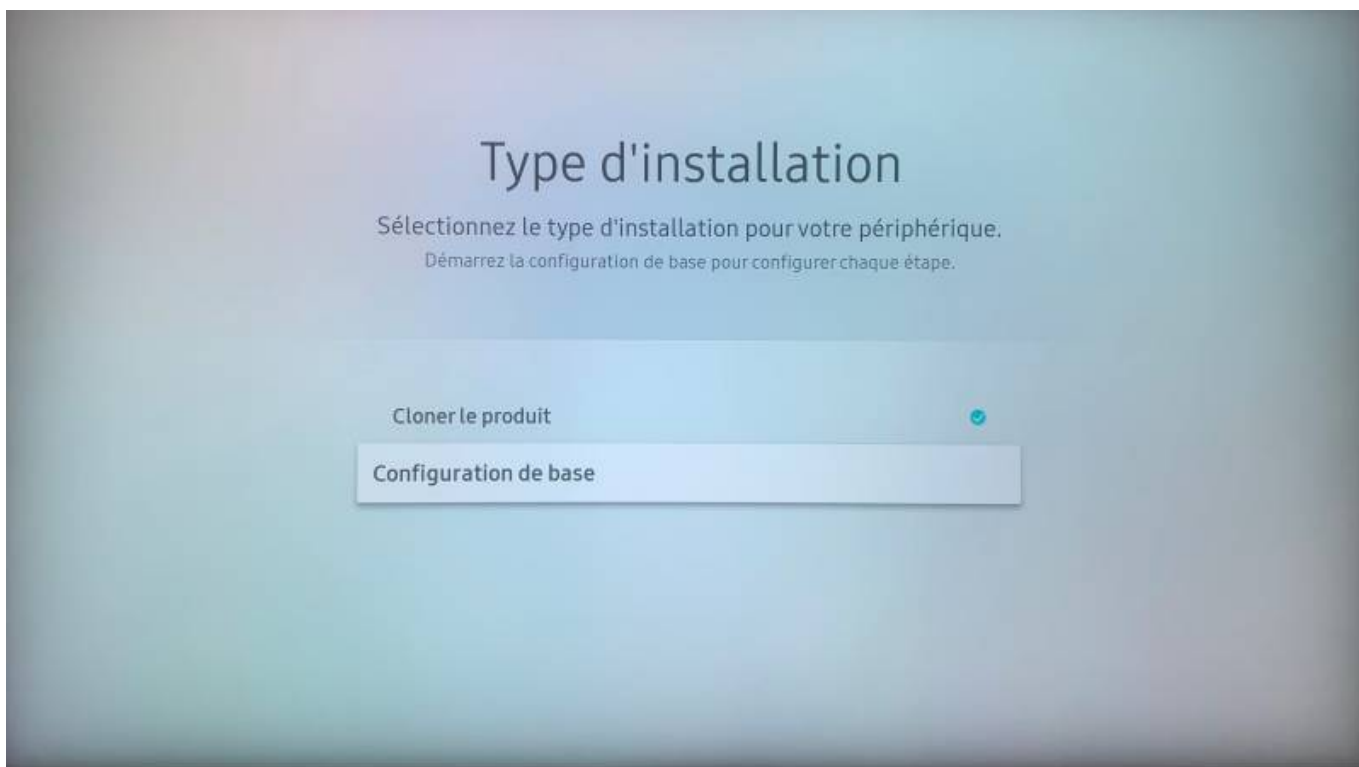 Type d'installation
Sélectionnez le type d'installation pour votre périphérique.
Démarrez la configuration de base pour configurer chaque étape.
Cloner le produit
Configuration de base